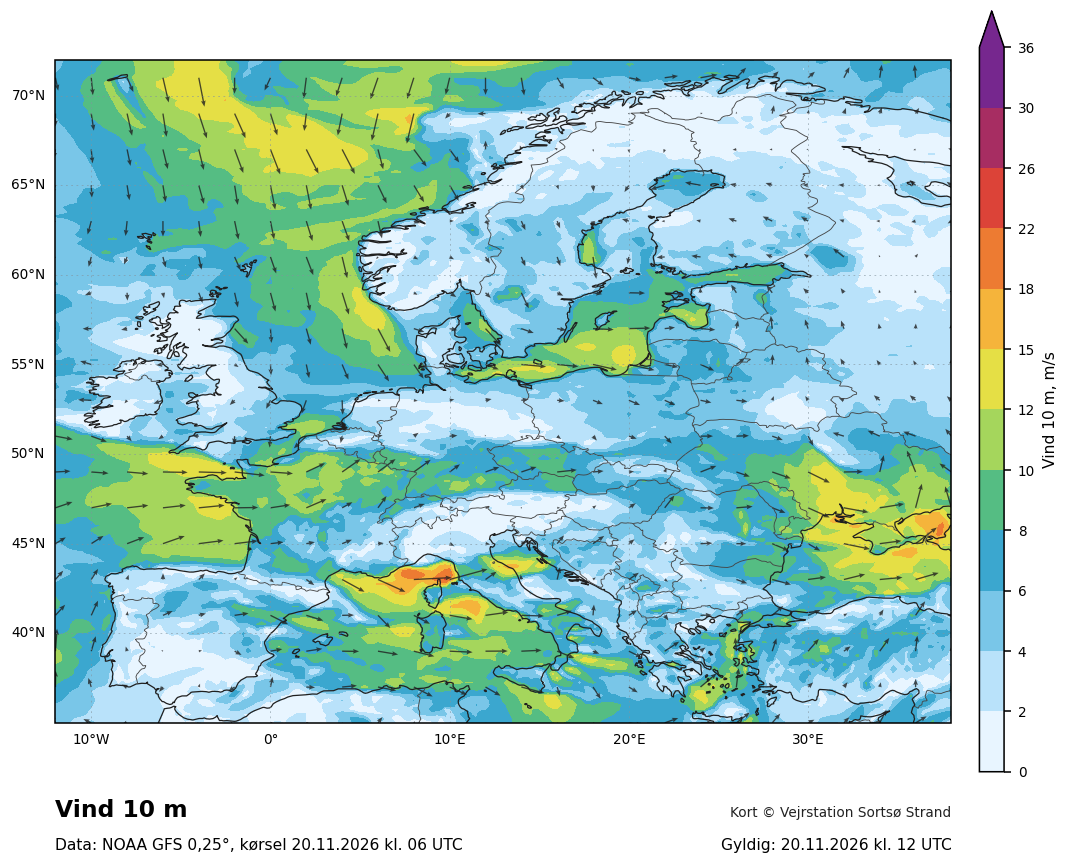 70°N
65°N
60°N
55°N
50°N
45°N
40°N
10°W
0°
10°E
20°E
30°E
36
30
26
22
18
15
12
10
8
6
4
2
0
Vind 10 m, m/s
Vind 10 m
Kort © Vejrstation Sortsø Strand
Data: NOAA GFS 0,25°, kørsel 20.11.2026 kl. 06 UTC
Gyldig: 20.11.2026 kl. 12 UTC